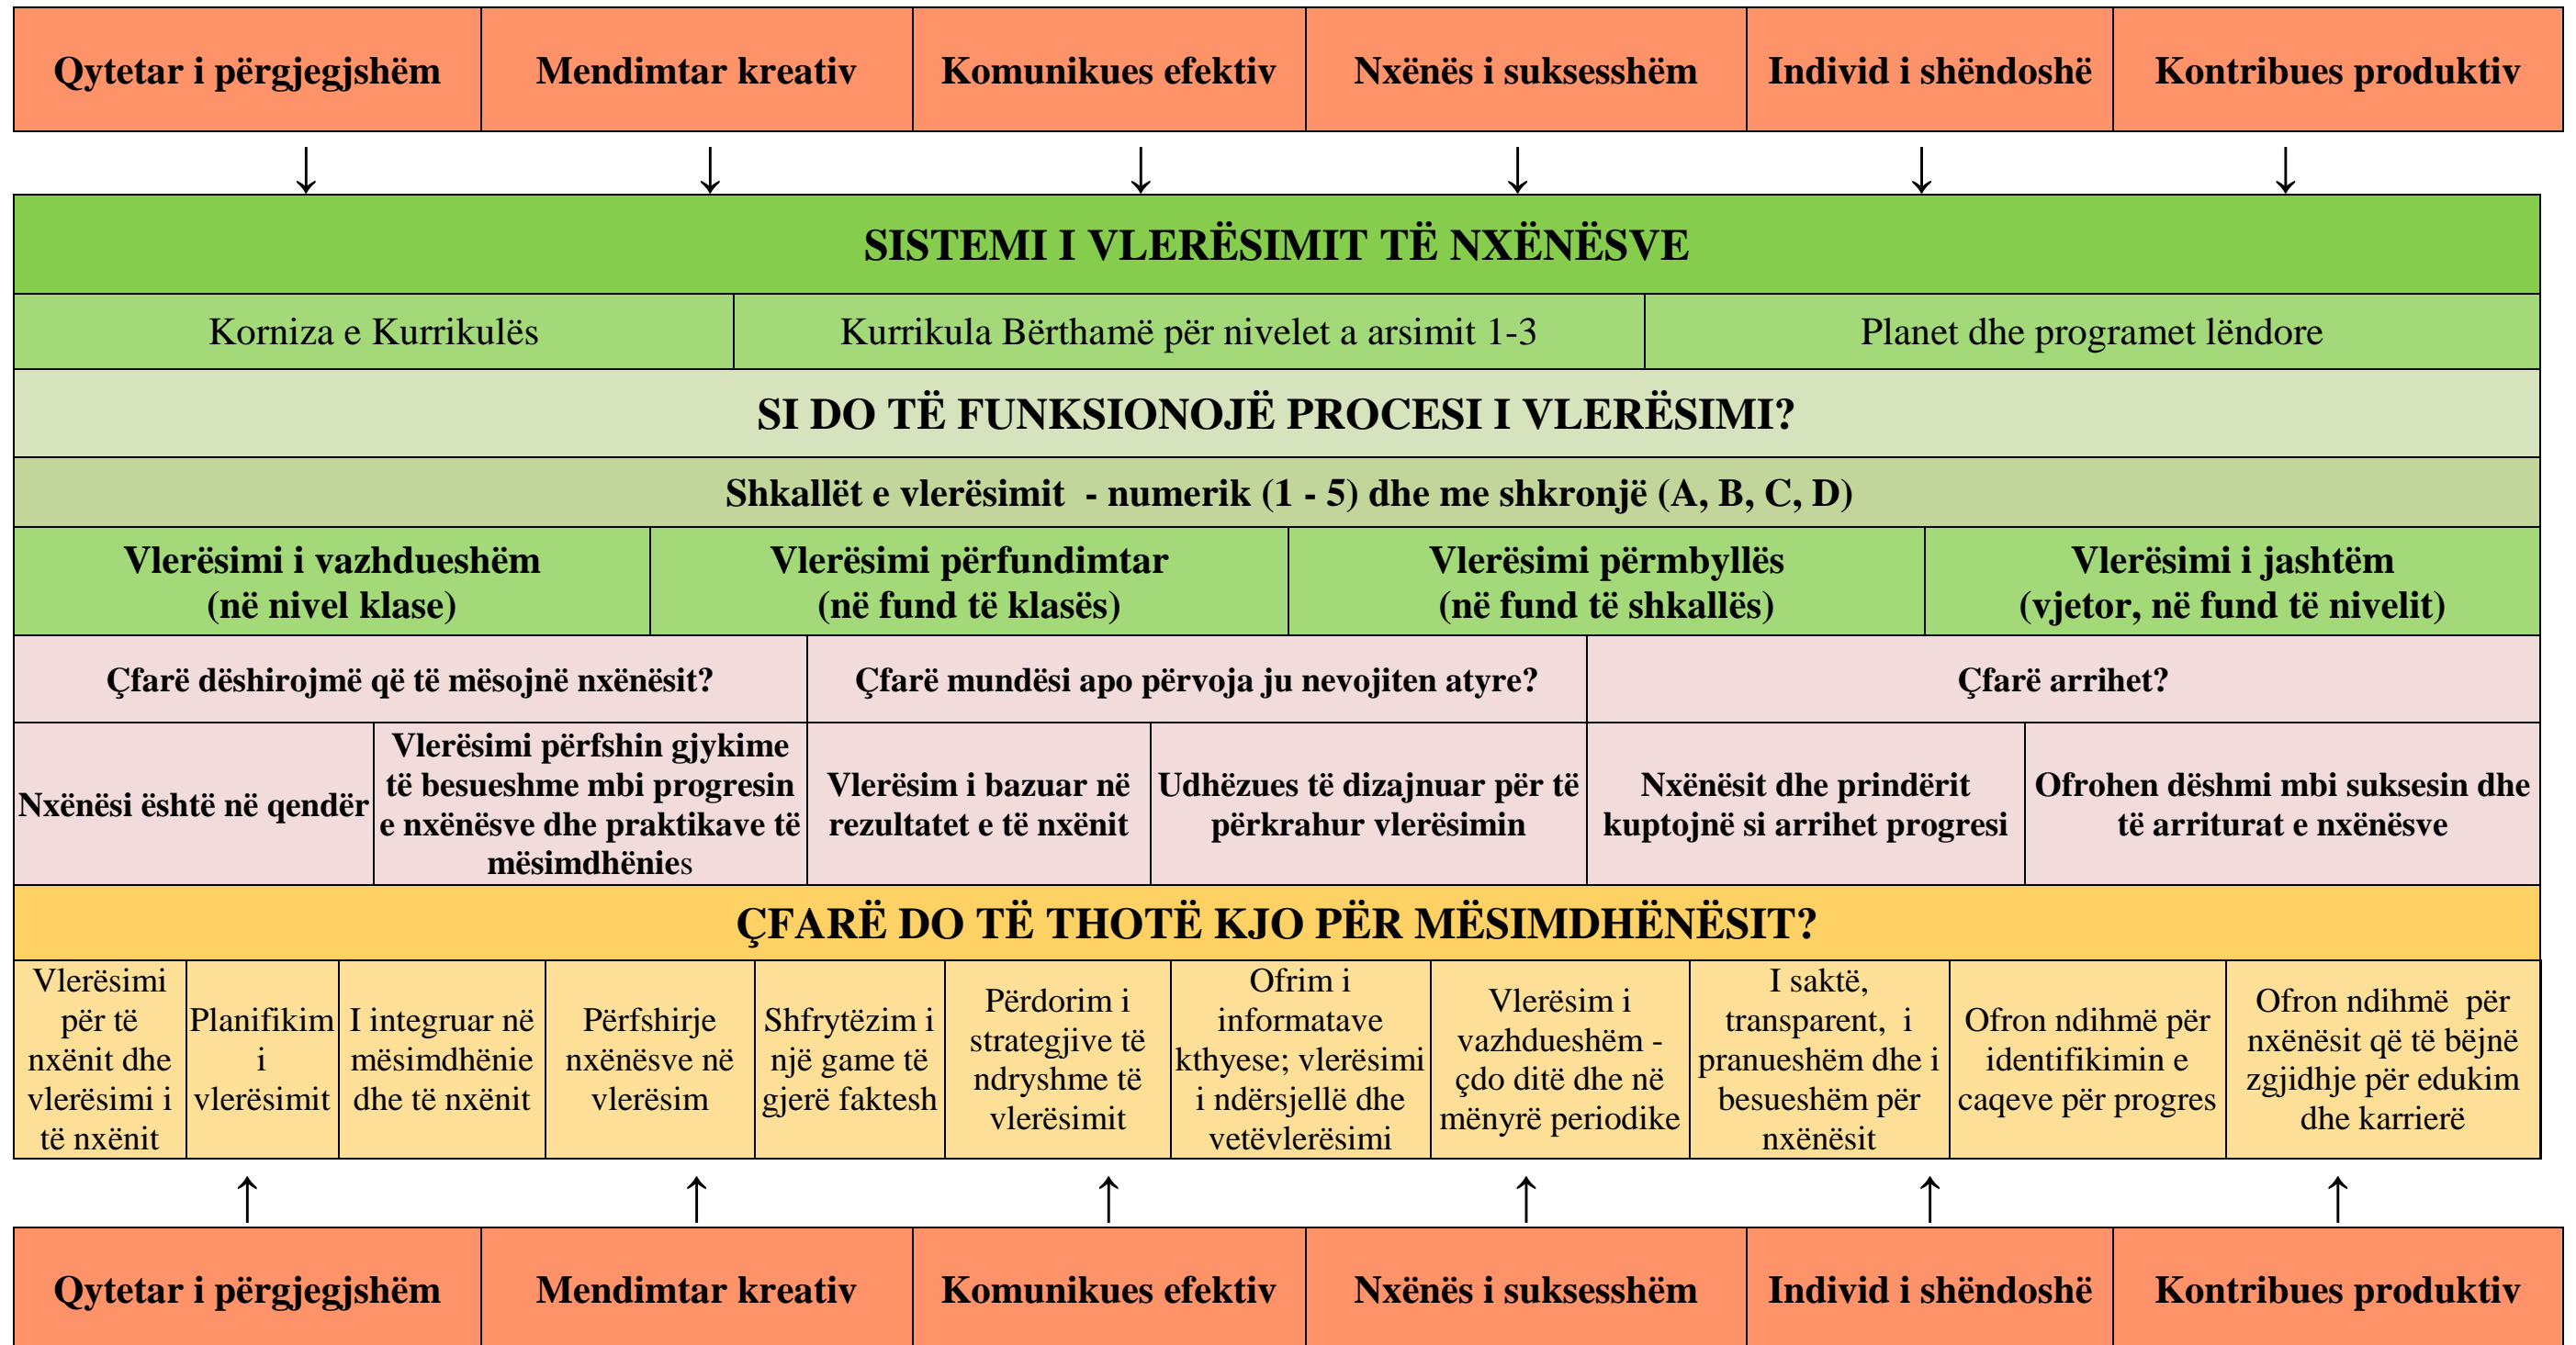 Qytetar i përgjegjshëm
Mendimtar kreativ
Komunikues efektiv
Nxënës i suksesshëm
Individ i shëndoshë
Kontribues produktiv
SISTEMI I VLERËSIMIT TË NXËNËSVE
Korniza e Kurrikulës
Kurrikula Bërthamë për nivelet a arsimit 1-3
Planet dhe programet lëndore
SI DO TË FUNKSIONOJË PROCESI I VLERËSIMI?
Shkallët e vlerësimit - numerik (1 - 5) dhe me shkronjë (A, B, C, D)
Vlerësimi i vazhdueshëm
(në nivel klase)
Vlerësimi përfundimtar
(në fund të klasës)
Vlerësimi përmbyllës
(në fund të shkallës)
Vlerësimi i jashtëm
(vjetor, në fund të nivelit)
Çfarë dëshirojmë që të mësojnë nxënësit?
Çfarë mundësi apo përvoja ju nevojiten atyre?
Çfarë arrihet?
Nxënësi është në qendër
Vlerësimi përfshin gjykime
të besueshme mbi progresin
e nxënësve dhe praktikave të
mësimdhënies
Vlerësim i bazuar në
rezultatet e të nxënit
Udhëzues të dizajnuar për të
përkrahur vlerësimin
Nxënësit dhe prindërit
kuptojnë si arrihet progresi
Ofrohen dëshmi mbi suksesin dhe
të arriturat e nxënësve
ÇFARË DO TË THOTË KJO PËR MËSIMDHËNËSIT?
Vlerësimi
për të
nxënit dhe
vlerësimi i
të nxënit
Planifikim
i
vlerësimit
I integruar në
mësimdhënie
dhe të nxënit
Përfshirje
nxënësve në
vlerësim
Shfrytëzim i
një game të
gjerë faktesh
Përdorim i
strategjive të
ndryshme të
vlerësimit
Ofrim i
informatave
kthyese; vlerësimi
i ndërsjellë dhe
vetëvlerësimi
Vlerësim i
vazhdueshëm -
çdo ditë dhe në
mënyrë periodike
I saktë,
transparent, i
pranueshëm dhe i
besueshëm për
nxënësit
Ofron ndihmë për
identifikimin e
caqeve për progres
Ofron ndihmë për
nxënësit që të bëjnë
zgjidhje për edukim
dhe karrierë
Qytetar i përgjegjshëm
Mendimtar kreativ
Komunikues efektiv
Nxënës i suksesshëm
Individ i shëndoshë
Kontribues produktiv